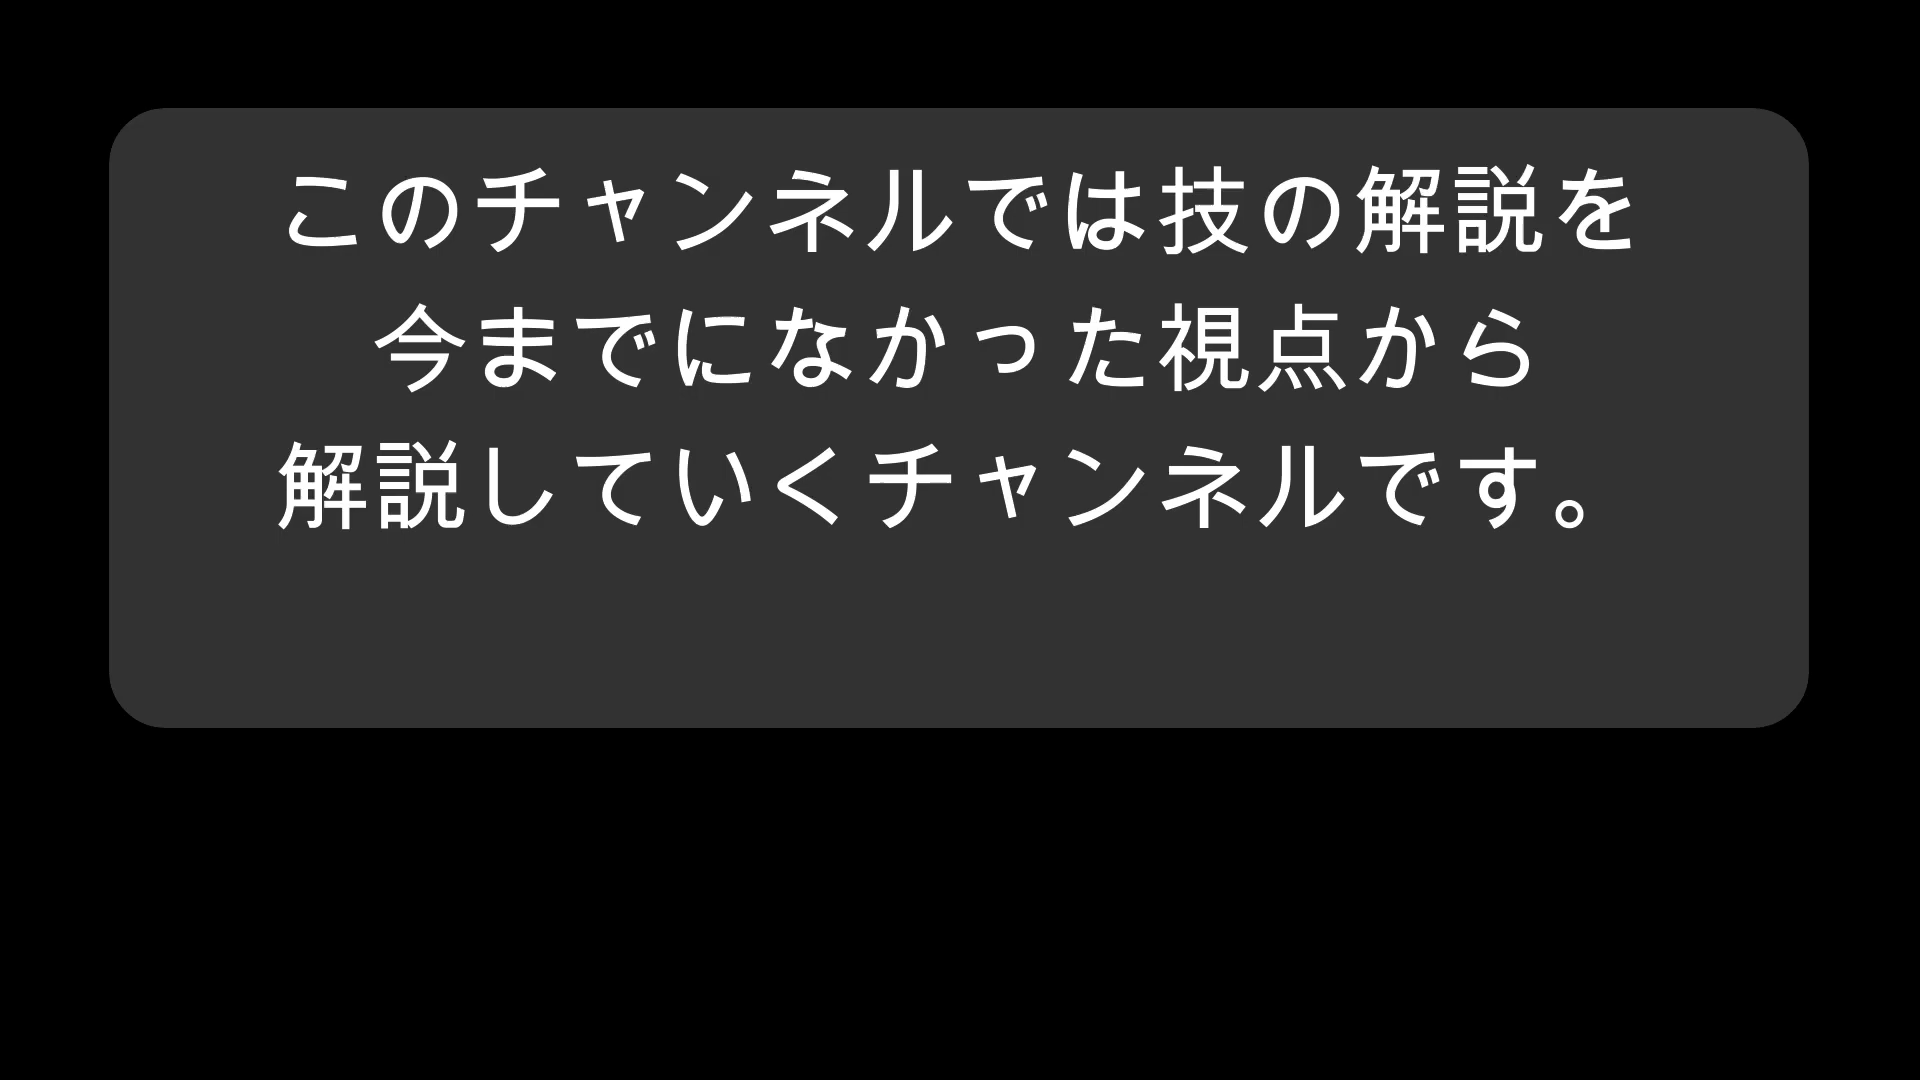 このチャンネルでは技の解説を
今までになかった視点から
解説していくチャンネルです。